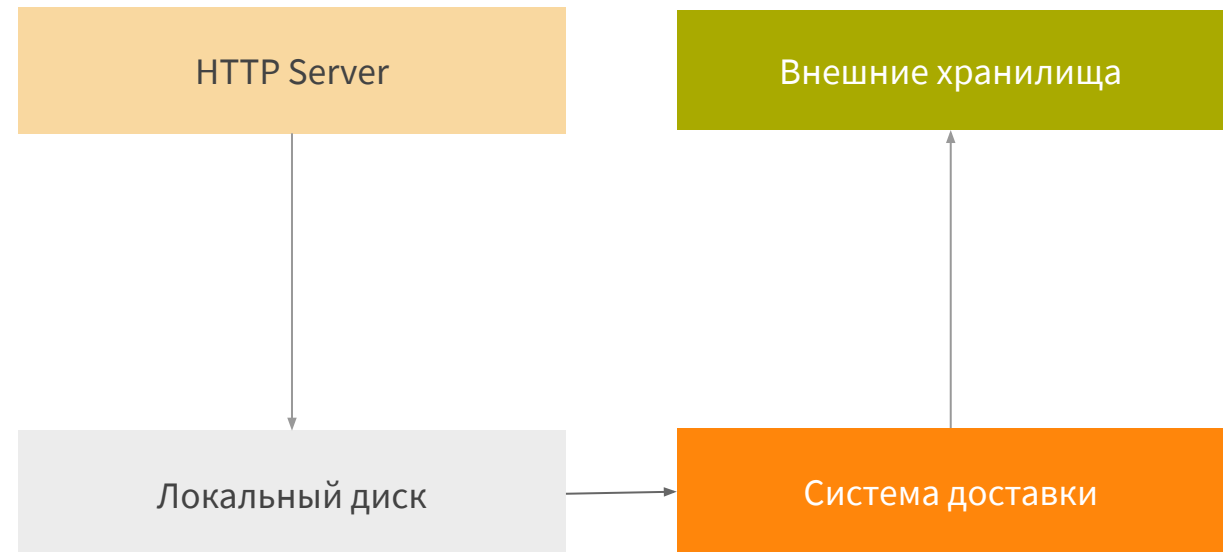 HTTP Server
Внешние хранилища
Локальный диск
Система доставки